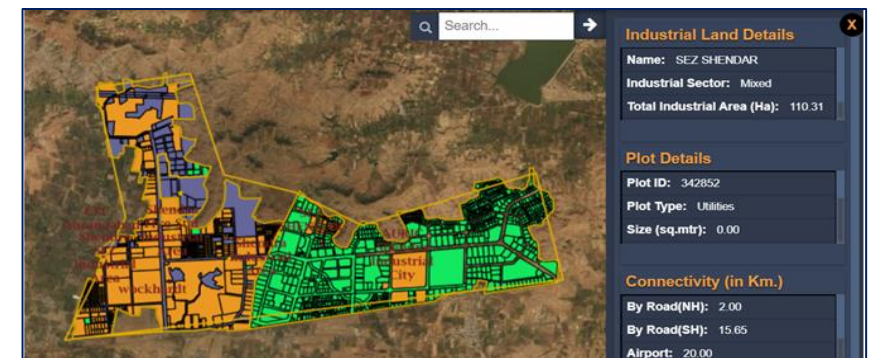 Search...
X
Industrial Land Details
Name: SEZ SHENDAR
Industrial Sector: Mixed
Total Industrial Area (Ha): 110.31
Plot Details
Plot ID: 342852
Plot Type: Utilities
Size (sq.mtr): 0.00
Connectivity (in Km.)
By Road(NH): 2.00
By Road(SH): 15.65
Airport: 20.00
Industrial
City
wockhardt